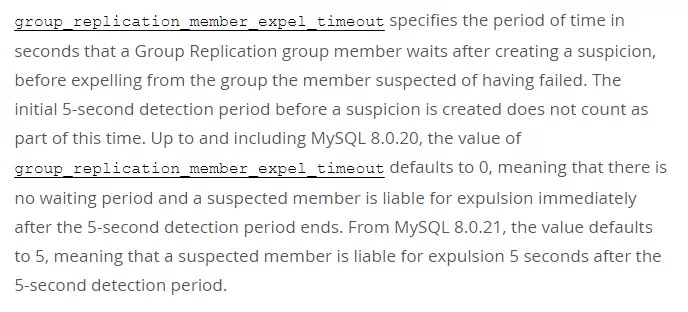 group_replication_member_expel_timeout specifies the period of time in
seconds that a Group Replication group member waits after creating a suspicion,
before expelling from the group the member suspected of having failed. The
initial 5-second detection period before a suspicion is created does not count as
part of this time. Up to and including MySQL 8.0.20, the value of
group_replication_member_expel_timeout defaults to 0, meaning that there is
no waiting period and a suspected member is liable for expulsion immediately
after the 5-second detection period ends. From MySQL 8.0.21, the value defaults
to 5, meaning that a suspected member is liable for expulsion 5 seconds after the
5-second detection period.